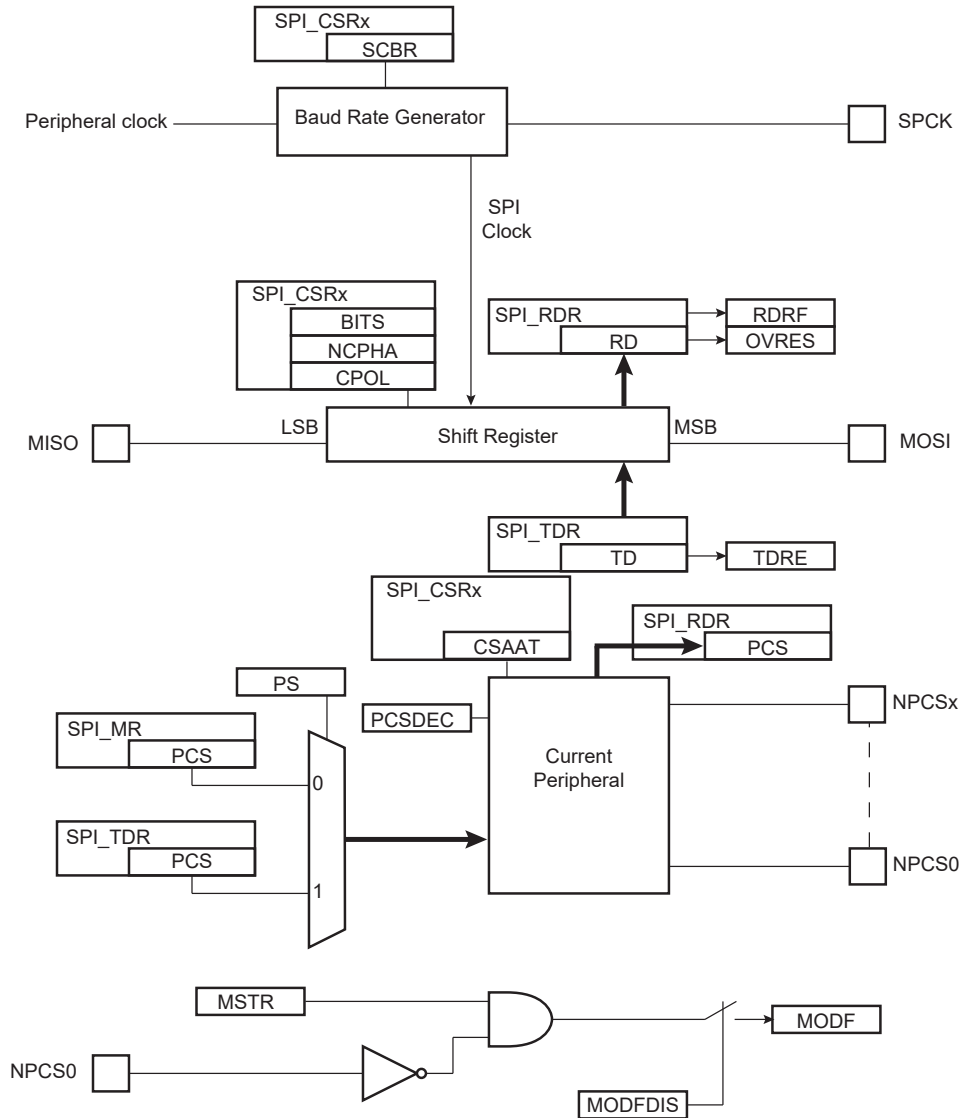 SPI_CSRx
SCBR
Peripheral clock
Baud Rate Generator
SPCK
SPI
Clock
SPI_CSRx
BITS
NCPHA
CPOL
SPI_RDR
RD
RDRF
OVRES
MISO
LSB
Shift Register
MSB
MOSI
SPI_TDR
TD
TDRE
SPI_CSRx
CSAAT
SPI_RDR
PCS
PS
PCSDEC
NPCSx
SPI_MR
PCS
0
Current
Peripheral
SPI_TDR
PCS
1
NPCS0
MSTR
MODF
NPCS0
MODFDIS